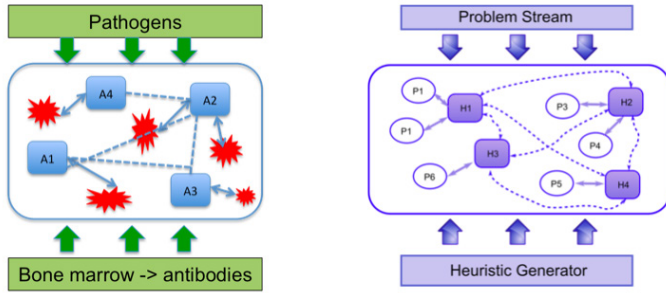 Pathogens
A4
A2
A1
A3
Bone marrow -> antibodies
Problem Stream
P1
H1
P1
P3
H2
P4
H3
P6
P5
H4
Heuristic Generator